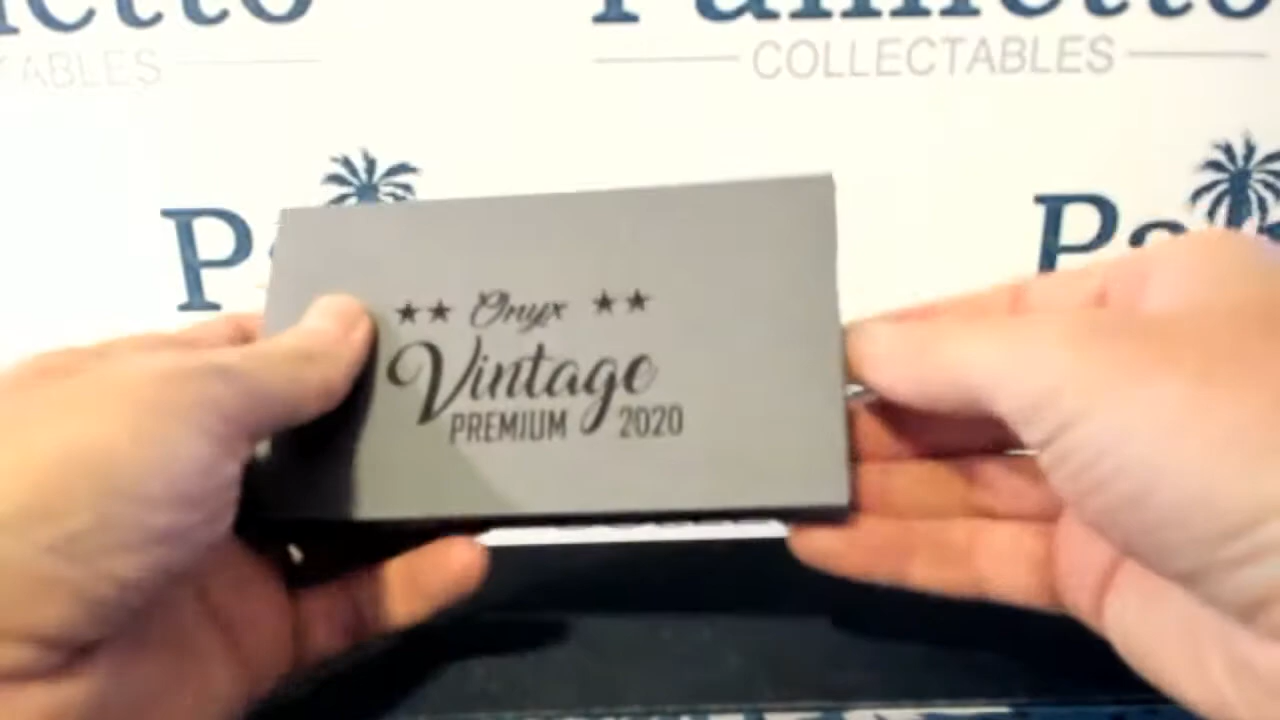 COLLECTABLES
★★ Onyx ★★
Vintage
PREMIUM 2020